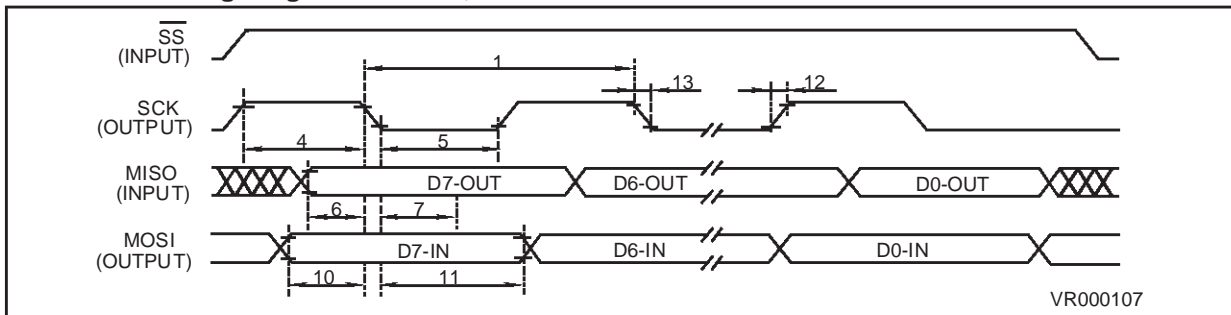 SS
(INPUT)
1
13
12
SCK
(OUTPUT)
4
5
MISO
(INPUT)
D7-OUT
D6-OUT
D0-OUT
6
7
MOSI
(OUTPUT)
D7-IN
D6-IN
D0-IN
10
11
VR000107